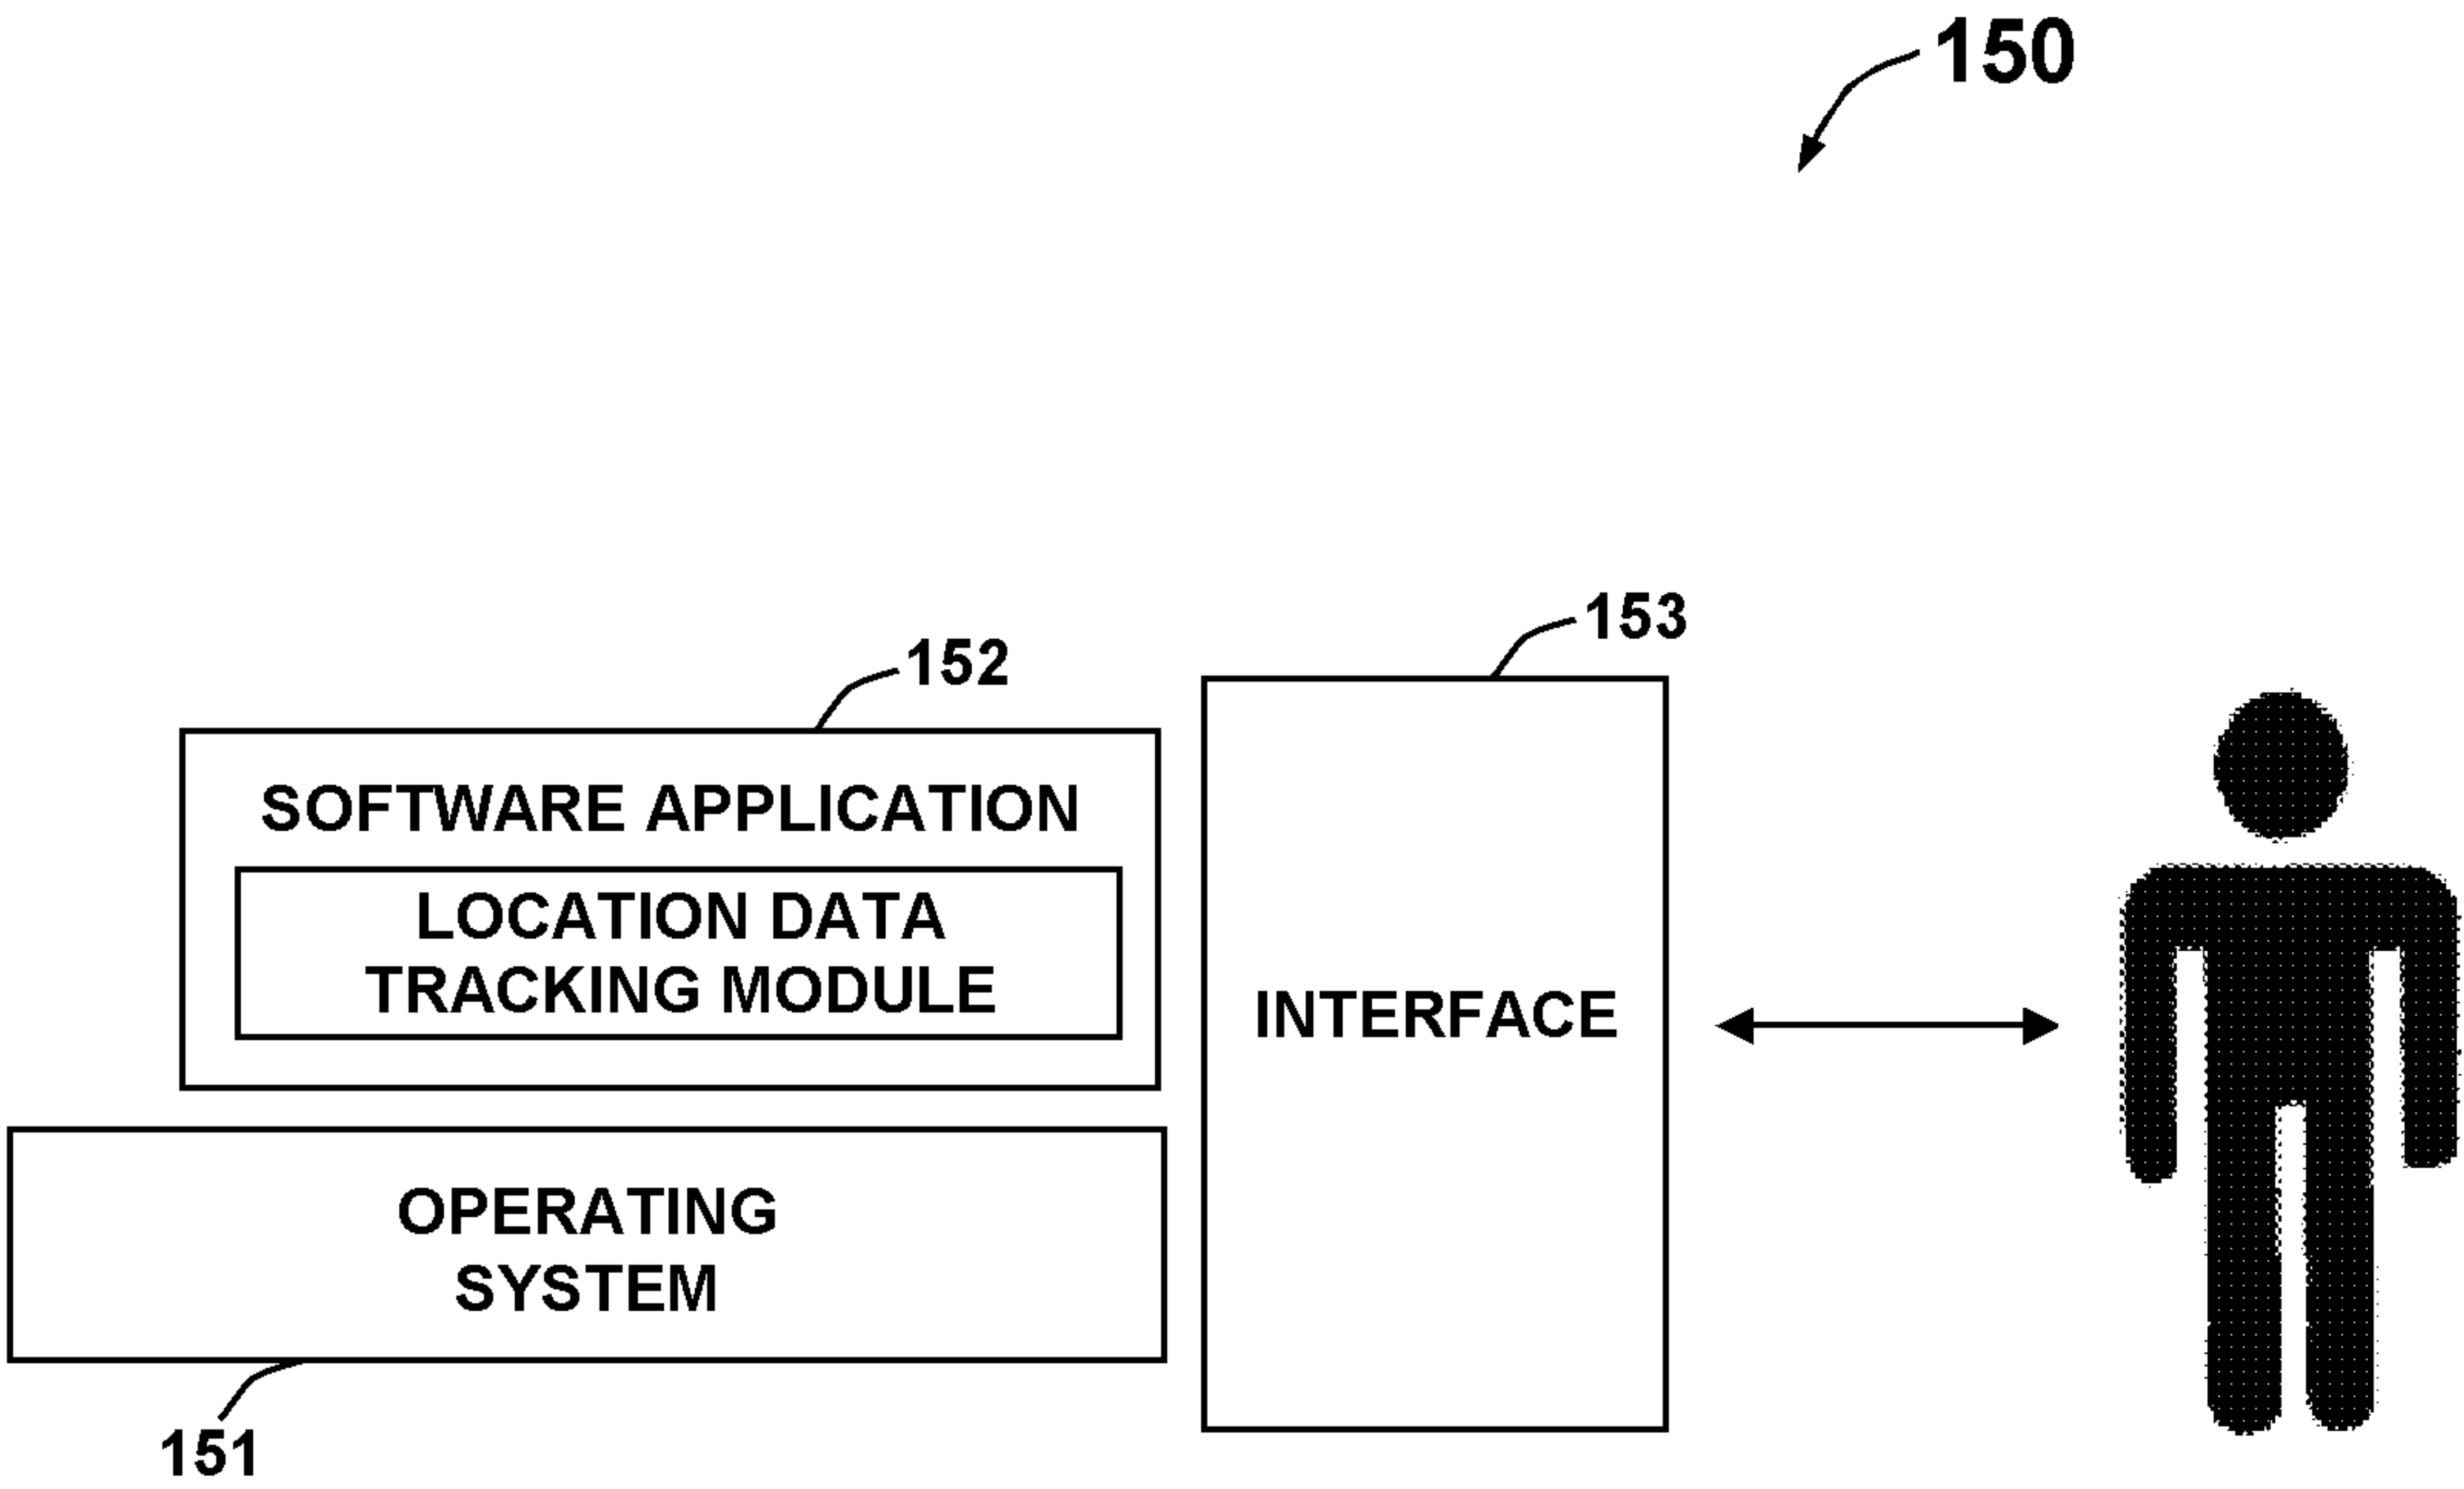 150
153
152
SOFTWARE APPLICATION
LOCATION DATA
TRACKING MODULE
INTERFACE
OPERATING
SYSTEM
151